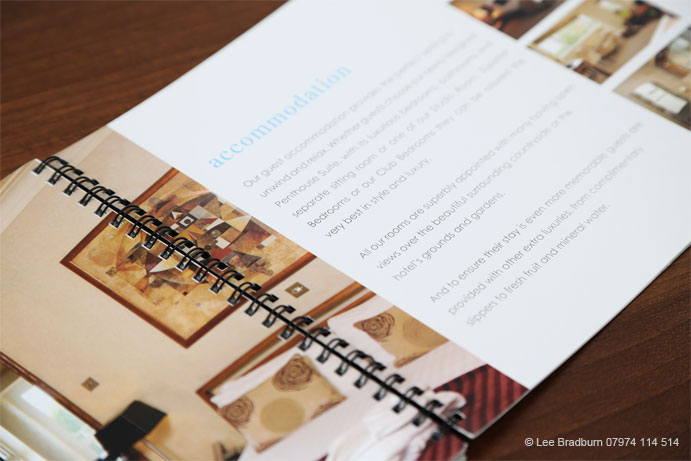 accommodation
Our guest accommodation provides the perfect setting to
unwind and relax. Whether guests choose our newly designed
Penthouse Suite, with its luxurious bedrooms, bathrooms and
separate sitting room or one of our Studio Room, Superior
Bedrooms or our Club Bedrooms they can be assured the
very best in style and luxury.
All our rooms are superbly appointed with many having open
views over the beautiful surrounding countryside or the
hotel's grounds and gardens.
And to ensure their stay is even more memorable guests are
provided with other extra luxuries, from complimentary
slippers to fresh fruit and mineral water.
© Lee Bradburn 07974 114 514